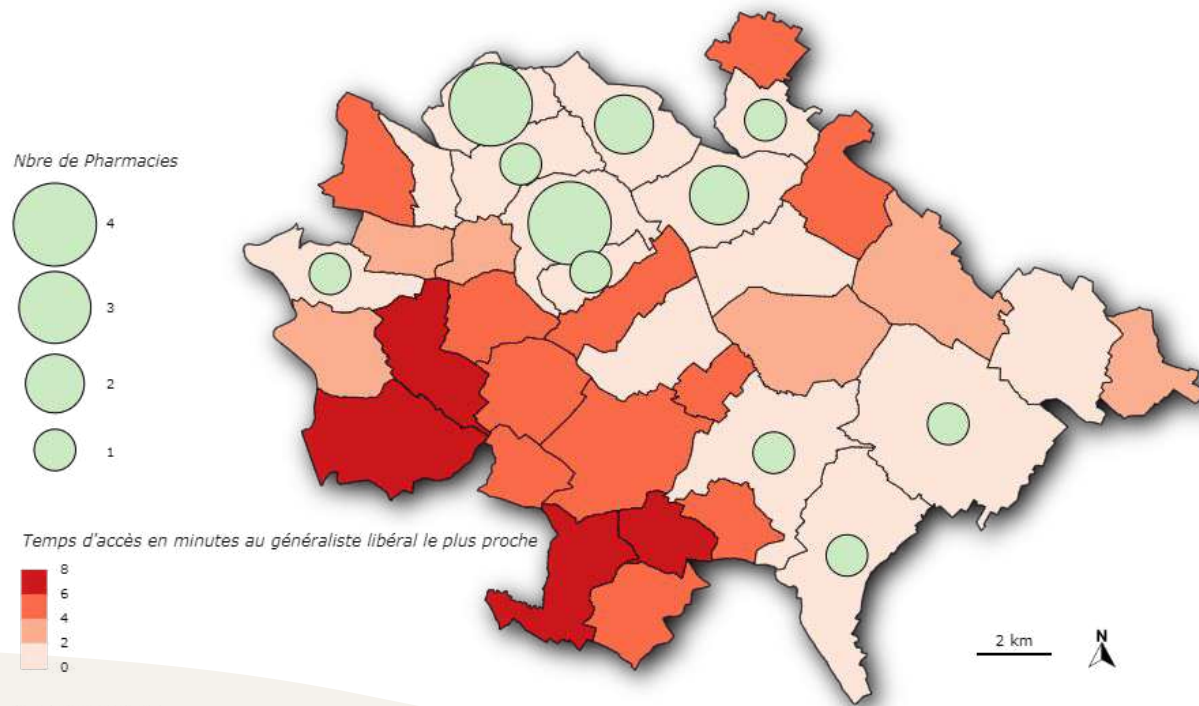 Nbre de Pharmacies
4
3
2
1
Temps d'accès en minutes au généraliste libéral le plus proche
8
6
4
2
0
2 km
N